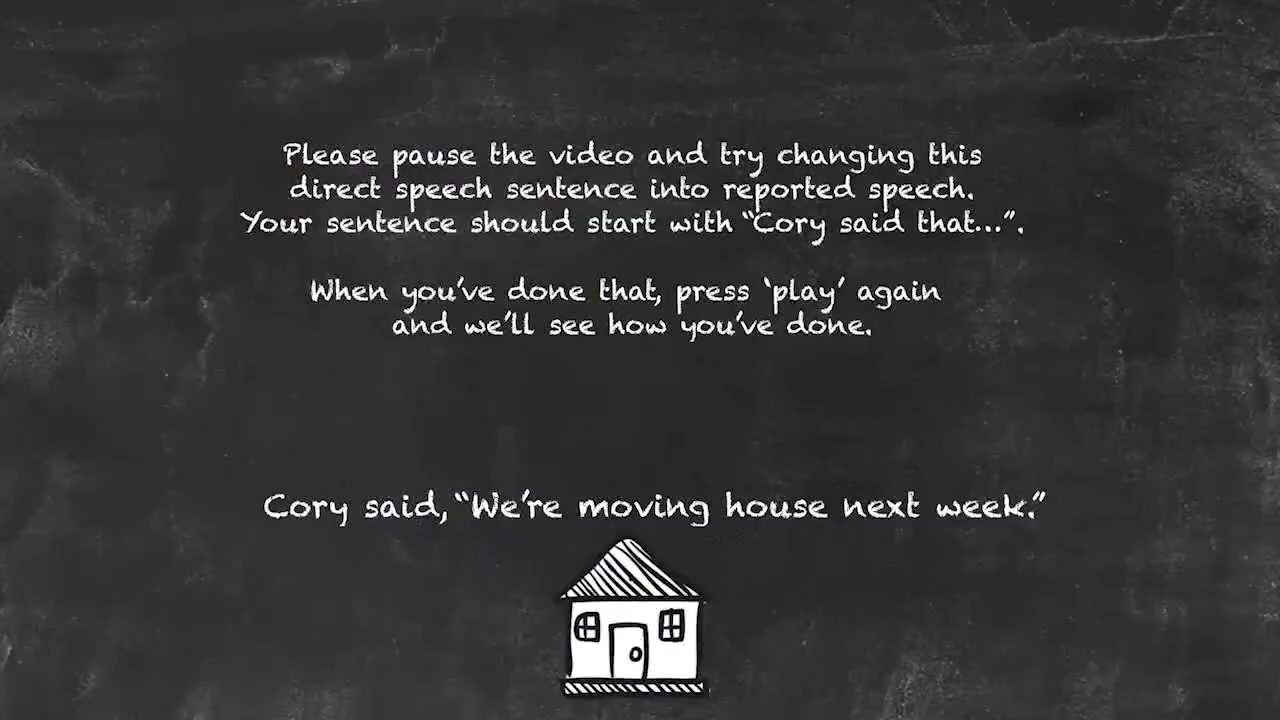 Please pause the video and try changing this
direct speech sentence into reported speech.
Your sentence should start with “Cory said that...”.
When you’ve done that, press ‘play’ again
and we’ll see how you’ve done.
Cory said, “We’re moving house next week.”